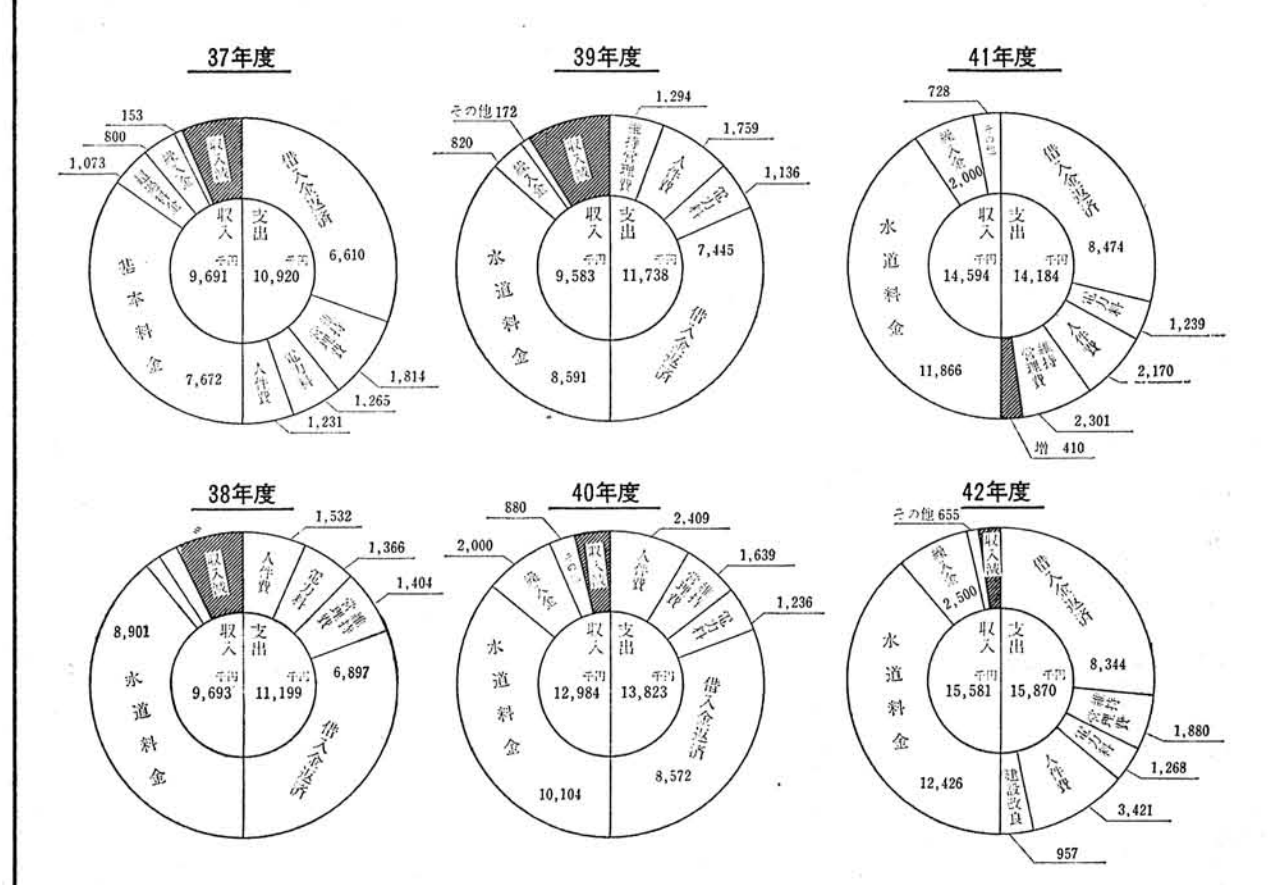 37年度
153
800
1,073
収入減
繰入金
基本料金
7,672
収入
千円
9,691
支出
千円
10,920
借入金返済
6,610
維持管理費
1,814
電力料
1,265
人件費
1,231
39年度
その他 172
820
収入減
繰入金
水道料金
8,591
収入
千円
9,583
支出
千円
11,738
維持管理費
1,294
人件費
1,759
電力料
1,136
借入金返済
7,445
41年度
728
その他
繰入金
2,000
水道料金
11,866
収入
千円
14,594
支出
千円
14,184
借入金返済
8,474
電力料
1,239
人件費
2,170
維持管理費
2,301
増 410
38年度
収入減
8,901
水道料金
収入
千円
9,693
支出
千円
11,199
人件費
1,532
電力料
1,366
維持管理費
1,404
借入金返済
6,897
40年度
880
2,000
収入減
その他
繰入金
水道料金
10,104
収入
千円
12,984
支出
千円
13,823
人件費
2,409
維持管理費
1,639
電力料
1,236
借入金返済
8,572
42年度
その他 655
収入減
繰入金
2,500
水道料金
12,426
収入
千円
15,581
支出
千円
15,870
借入金返済
8,344
維持管理費
1,880
電力料
1,268
人件費
3,421
建設改良
957